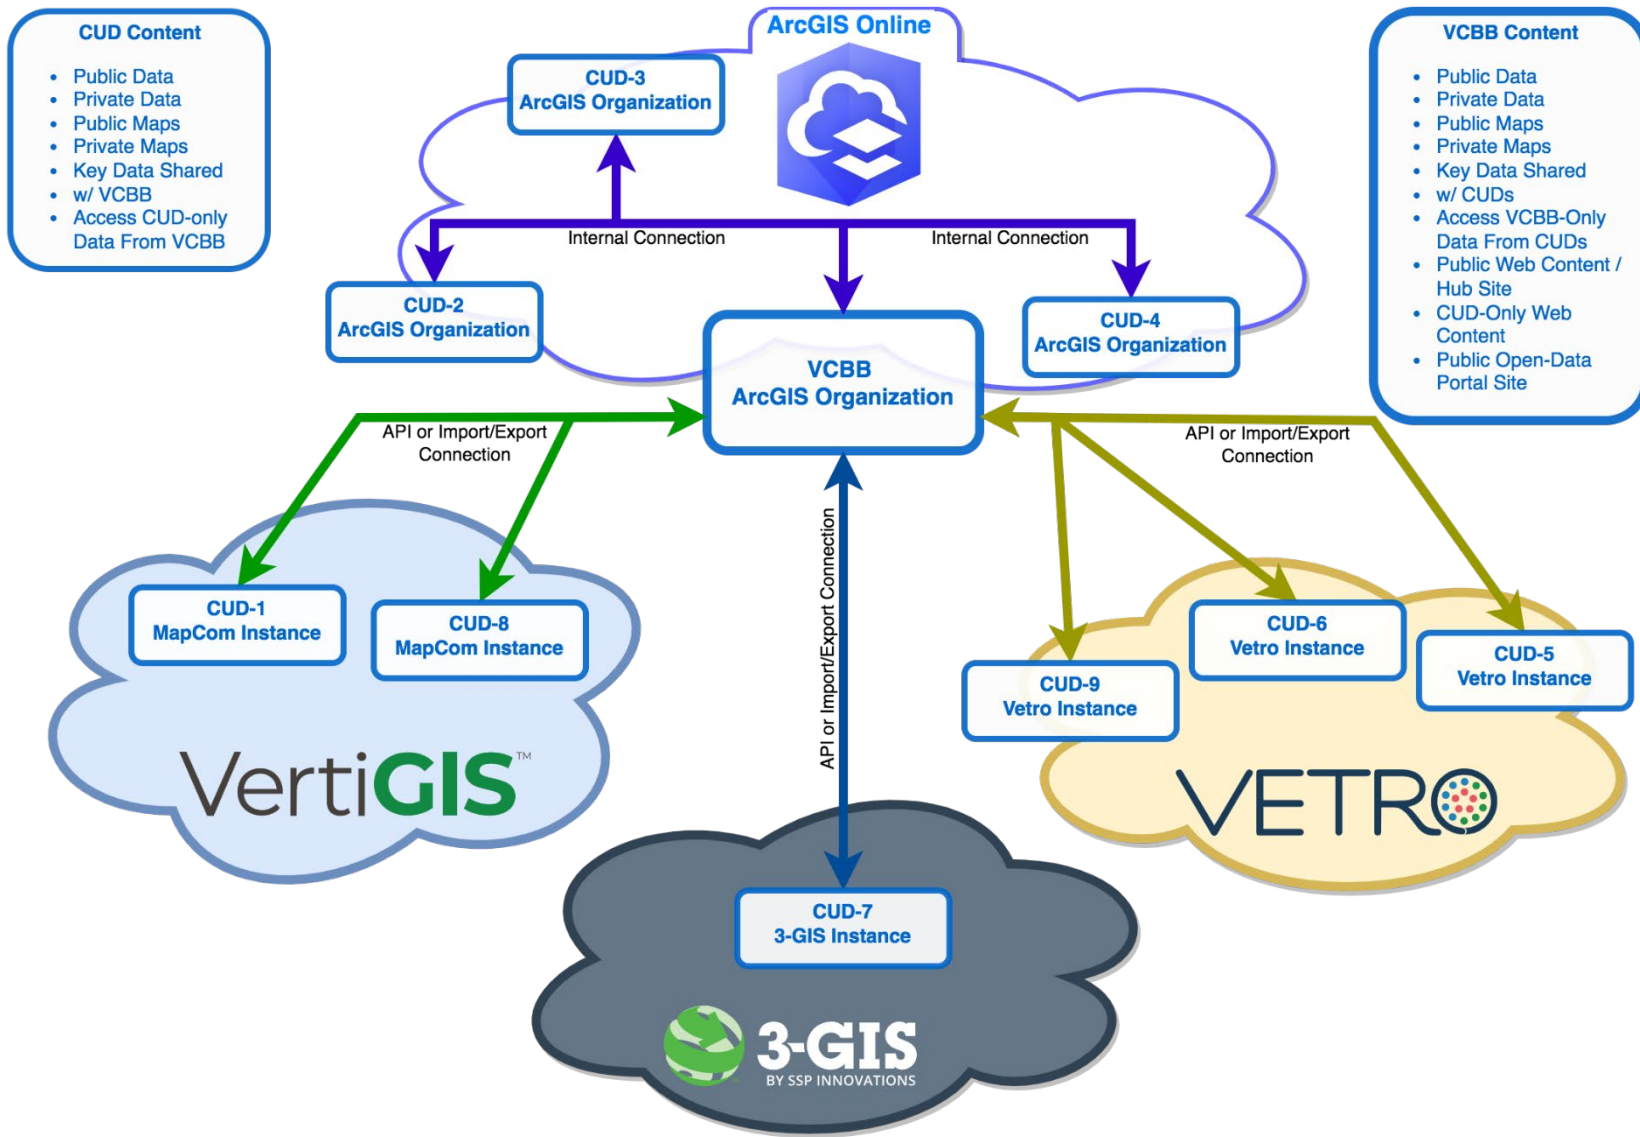 CUD Content
• Public Data
• Private Data
• Public Maps
• Private Maps
• Key Data Shared
• w/ VCBB
• Access CUD-only
Data From VCBB
ArcGIS Online
CUD-3
ArcGIS Organization
VCBB Content
• Public Data
• Private Data
• Public Maps
• Private Maps
• Key Data Shared
• w/ CUDs
• Access VCBB-Only
Data From CUDs
• Public Web Content /
Hub Site
• CUD-Only Web
Content
• Public Open-Data
Portal Site
Internal Connection
Internal Connection
CUD-2
ArcGIS Organization
CUD-4
ArcGIS Organization
VCBB
ArcGIS Organization
API or Import/Export
Connection
API or Import/Export
Connection
API or Import/Export Connection
CUD-1
MapCom Instance
CUD-8
MapCom Instance
VertiGIS™
CUD-6
Vetro Instance
CUD-5
Vetro Instance
CUD-9
Vetro Instance
VETRO
CUD-7
3-GIS Instance
3-GIS
BY SSP INNOVATIONS